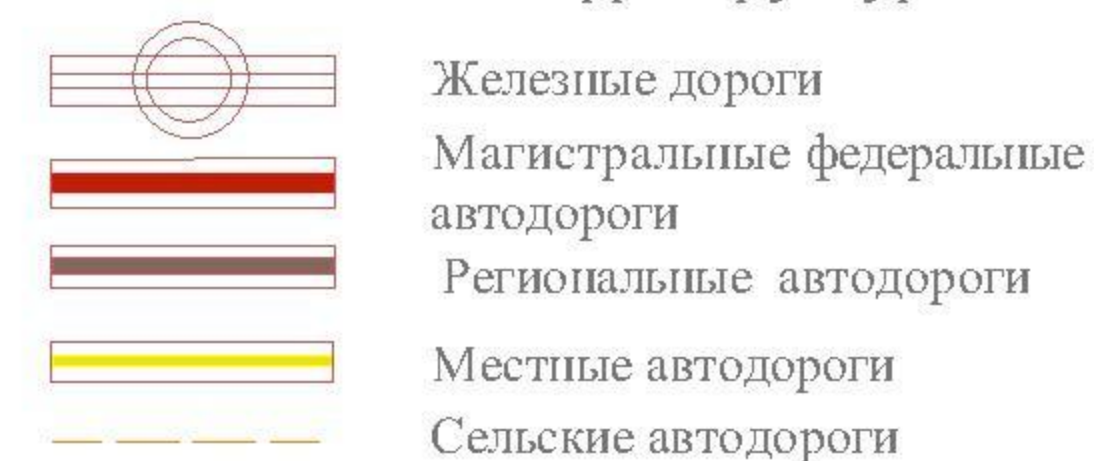 Железные дороги
Магистральные федеральные
автодороги
Региональные автодороги
Местные автодороги
Сельские автодороги